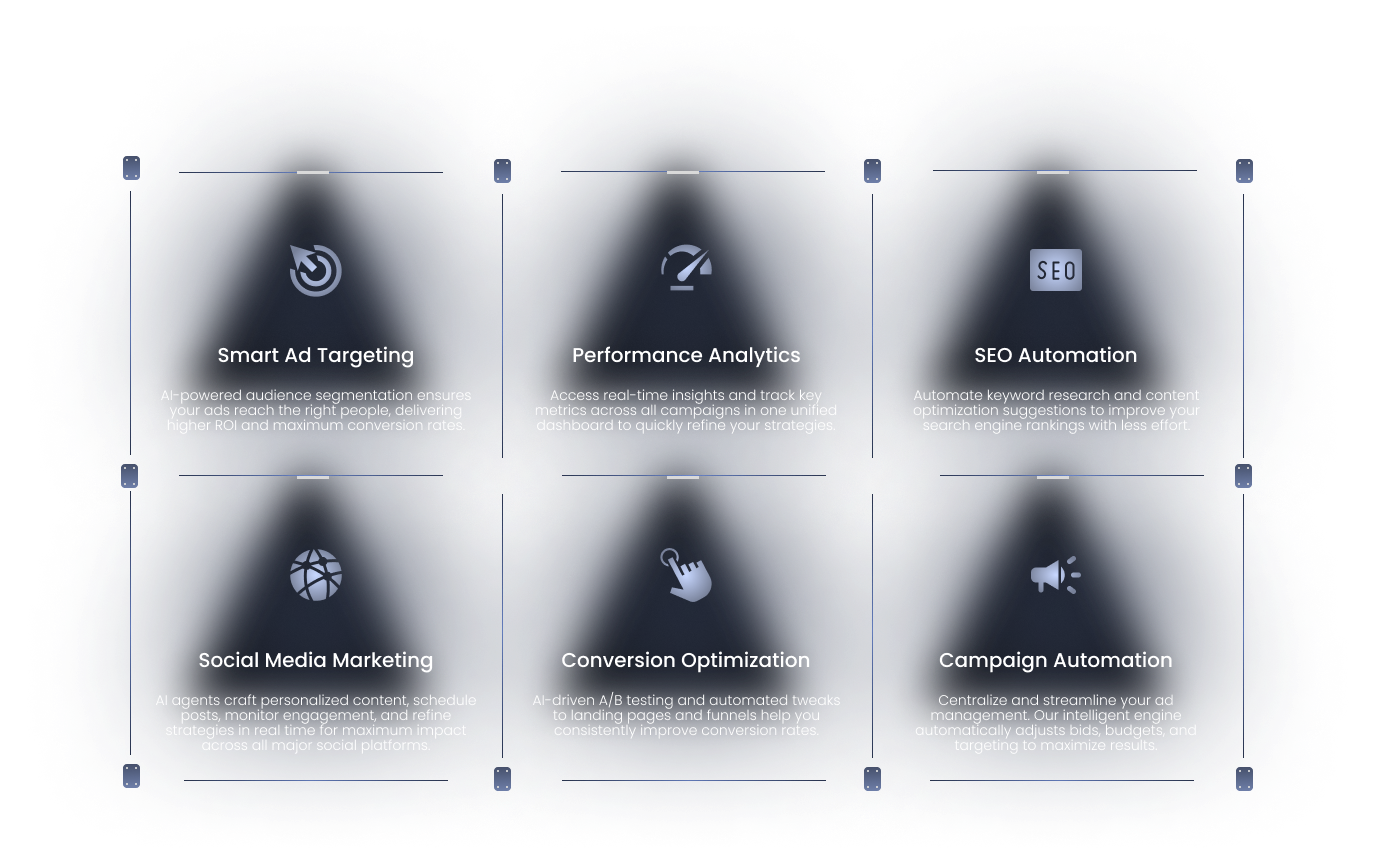 SEO
Smart Ad Targeting
AI-powered audience segmentation ensures
your ads reach the right people, delivering
higher ROI and maximum conversion rates.
Performance Analytics
Access real-time insights and track key
metrics across all campaigns in one unified
dashboard to quickly refine your strategies.
SEO Automation
Automate keyword research and content
optimization suggestions to improve your
search engine rankings with less effort.
Social Media Marketing
AI agents craft personalized content, schedule
posts, monitor engagement, and refine
strategies in real time for maximum impact
across all major social platforms.
Conversion Optimization
AI-driven A/B testing and automated tweaks
to landing pages and funnels help you
consistently improve conversion rates.
Campaign Automation
Centralize and streamline your ad
management. Our intelligent engine
automatically adjusts bids, budgets, and
targeting to maximize results.